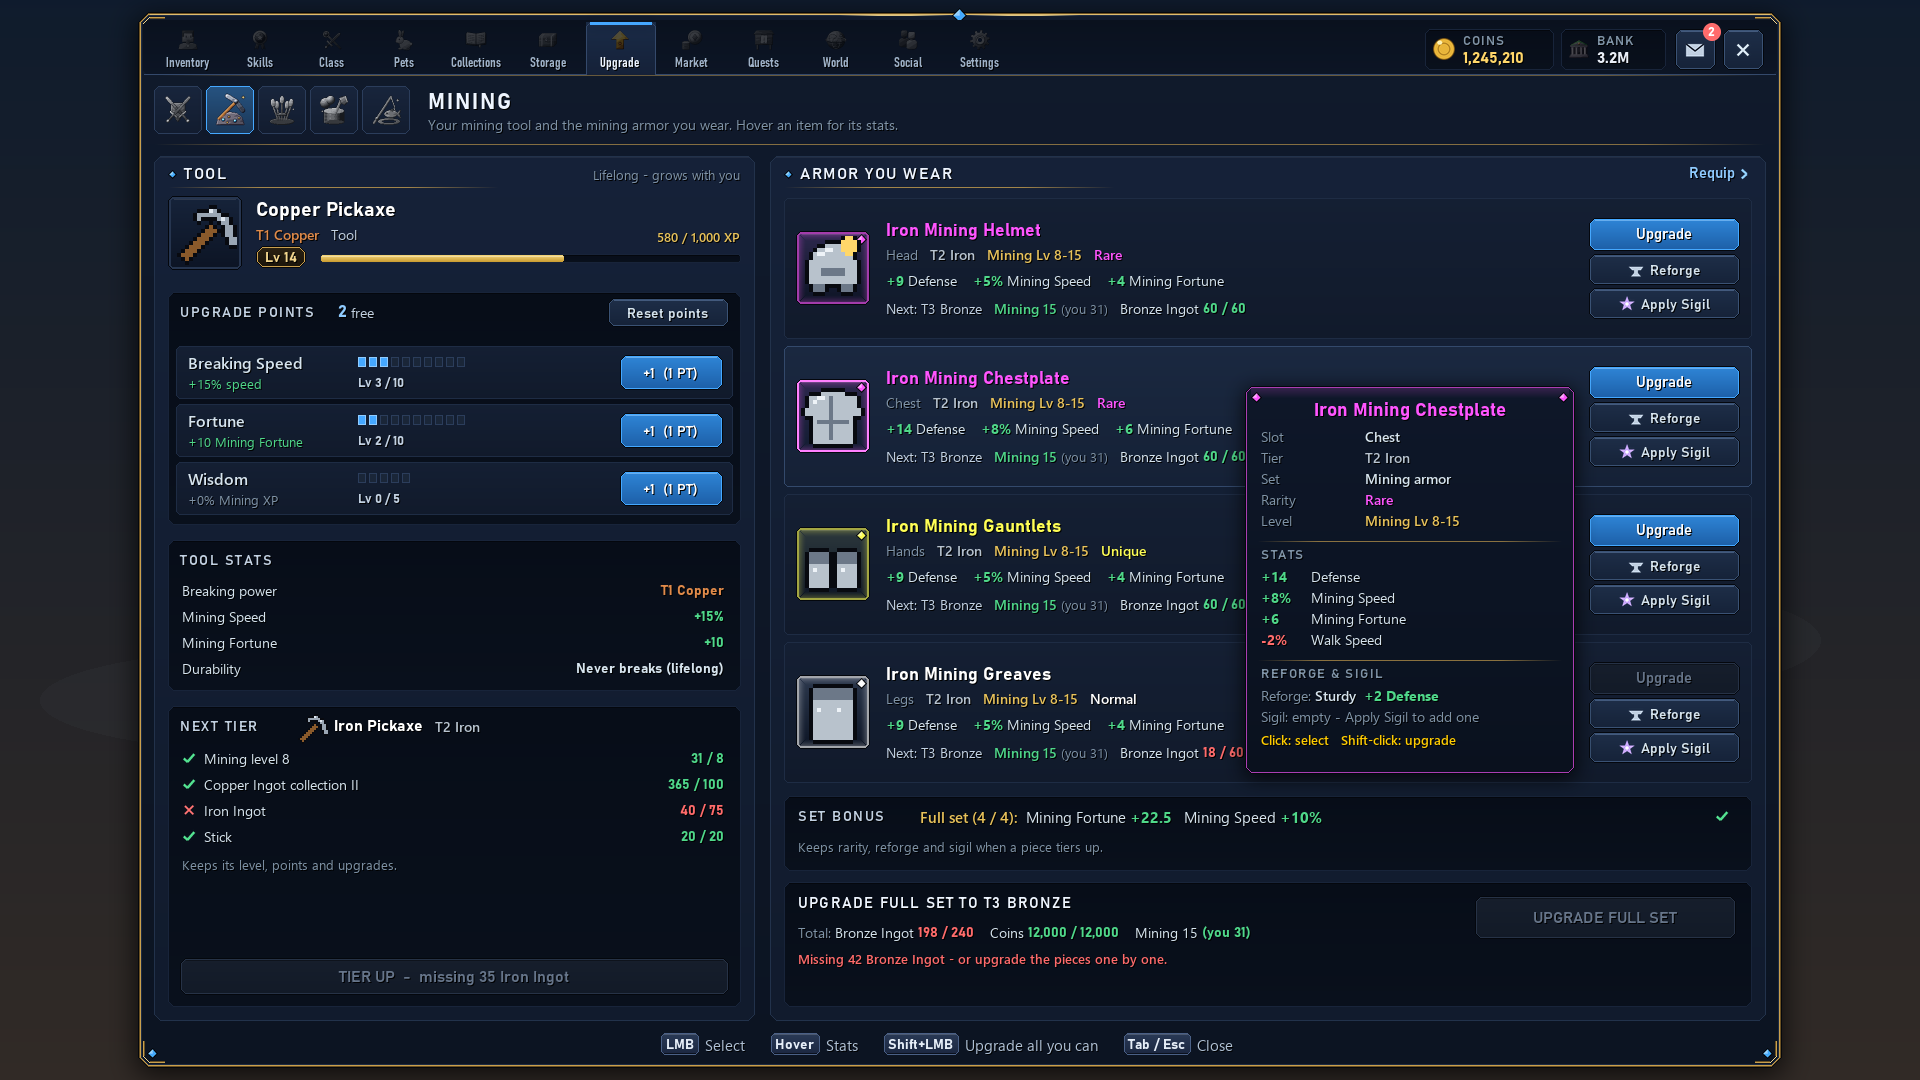 Inventory Skills Class Pets Collections Storage Upgrade Market Quests World Social Settings
COINS 1,245,210
BANK 3.2M
2
MINING
Your mining tool and the mining armor you wear. Hover an item for its stats.
TOOL
Lifelong - grows with you
Copper Pickaxe
T1 Copper Tool
580 / 1,000 XP
Lv 14
UPGRADE POINTS 2 free
Reset points
Breaking Speed
+15% speed
Lv 3 / 10
+1 (1 PT)
Fortune
+10 Mining Fortune
Lv 2 / 10
+1 (1 PT)
Wisdom
+0% Mining XP
Lv 0 / 5
+1 (1 PT)
TOOL STATS
Breaking power T1 Copper
Mining Speed +15%
Mining Fortune +10
Durability Never breaks (lifelong)
NEXT TIER Iron Pickaxe T2 Iron
Mining level 8 31 / 8
Copper Ingot collection II 365 / 100
Iron Ingot 40 / 75
Stick 20 / 20
Keeps its level, points and upgrades.
TIER UP - missing 35 Iron Ingot
ARMOR YOU WEAR
Requip
Iron Mining Helmet
Head T2 Iron Mining Lv 8-15 Rare
+9 Defense +5% Mining Speed +4 Mining Fortune
Next: T3 Bronze Mining 15 (you 31) Bronze Ingot 60 / 60
Upgrade
Reforge
Apply Sigil
Iron Mining Chestplate
Chest T2 Iron Mining Lv 8-15 Rare
+14 Defense +8% Mining Speed +6 Mining Fortune
Next: T3 Bronze Mining 15 (you 31) Bronze Ingot 60 / 60
Upgrade
Reforge
Apply Sigil
Iron Mining Gauntlets
Hands T2 Iron Mining Lv 8-15 Unique
+9 Defense +5% Mining Speed +4 Mining Fortune
Next: T3 Bronze Mining 15 (you 31) Bronze Ingot 60 / 60
Upgrade
Reforge
Apply Sigil
Iron Mining Greaves
Legs T2 Iron Mining Lv 8-15 Normal
+9 Defense +5% Mining Speed +4 Mining Fortune
Next: T3 Bronze Mining 15 (you 31) Bronze Ingot 18 / 60
Upgrade
Reforge
Apply Sigil
Iron Mining Chestplate
Slot Chest
Tier T2 Iron
Set Mining armor
Rarity Rare
Level Mining Lv 8-15
STATS
+14 Defense
+8% Mining Speed
+6 Mining Fortune
-2% Walk Speed
REFORGE & SIGIL
Reforge: Sturdy +2 Defense
Sigil: empty - Apply Sigil to add one
Click: select Shift-click: upgrade
SET BONUS Full set (4 / 4): Mining Fortune +22.5 Mining Speed +10%
Keeps rarity, reforge and sigil when a piece tiers up.
UPGRADE FULL SET TO T3 BRONZE
Total: Bronze Ingot 198 / 240 Coins 12,000 / 12,000 Mining 15 (you 31)
Missing 42 Bronze Ingot - or upgrade the pieces one by one.
UPGRADE FULL SET
LMB Select Hover Stats Shift+LMB Upgrade all you can Tab / Esc Close